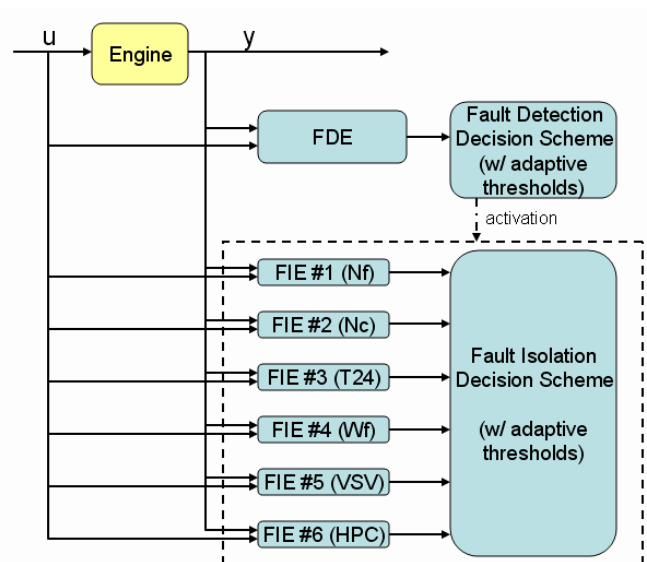 u
y
Engine
FDE
Fault Detection
Decision Scheme
(w/ adaptive
thresholds)
activation
FIE #1 (Nf)
FIE #2 (Nc)
FIE #3 (T24)
FIE #4 (Wf)
FIE #5 (VSV)
FIE #6 (HPC)
Fault Isolation
Decision Scheme
(w/ adaptive
thresholds)